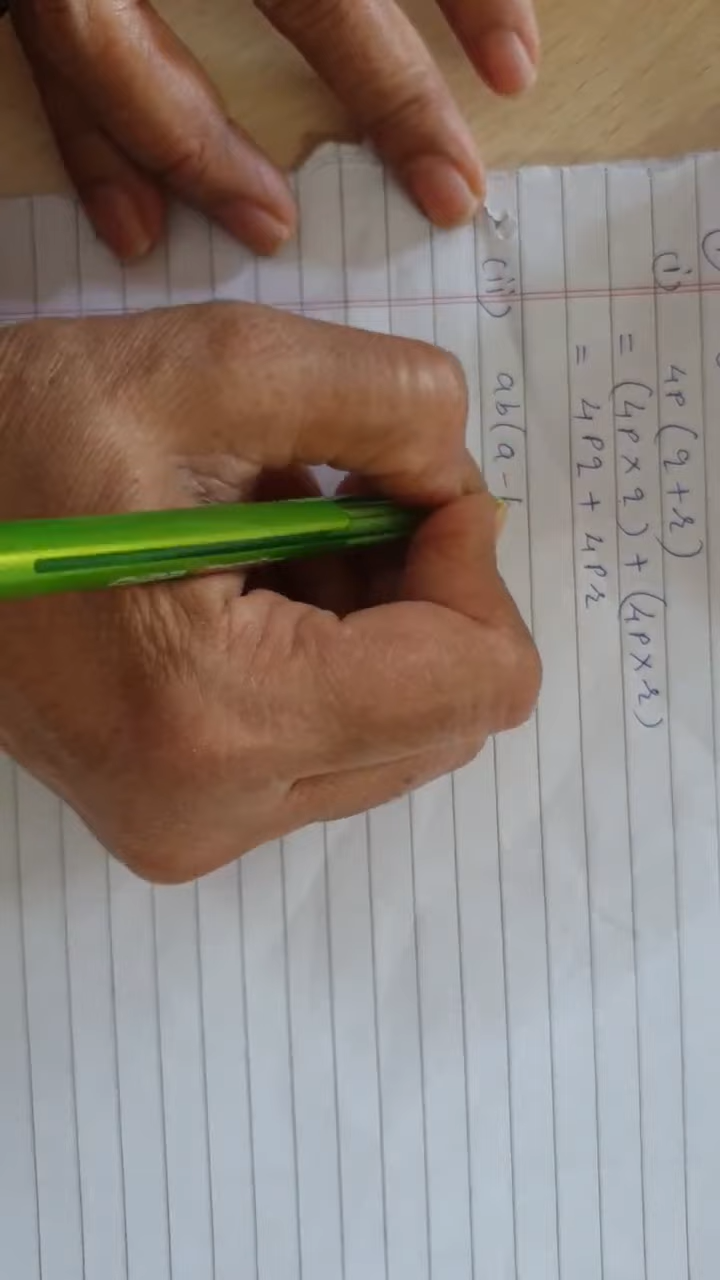 (i) 4p (q+r)
= (4p×q) + (4p×r)
= 4pq + 4pr
(ii) ab(a-